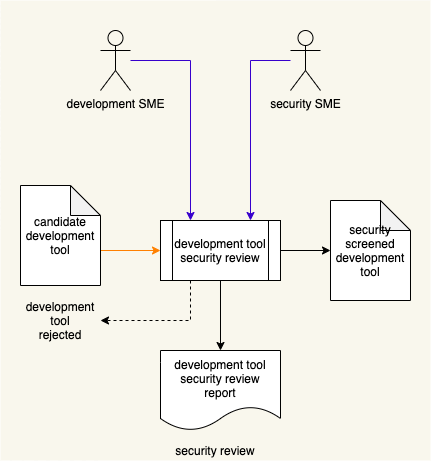 development SME
security SME
candidate
development
tool
development tool
security review
security
screened
development
tool
development
tool
rejected
development tool
security review
report
security review